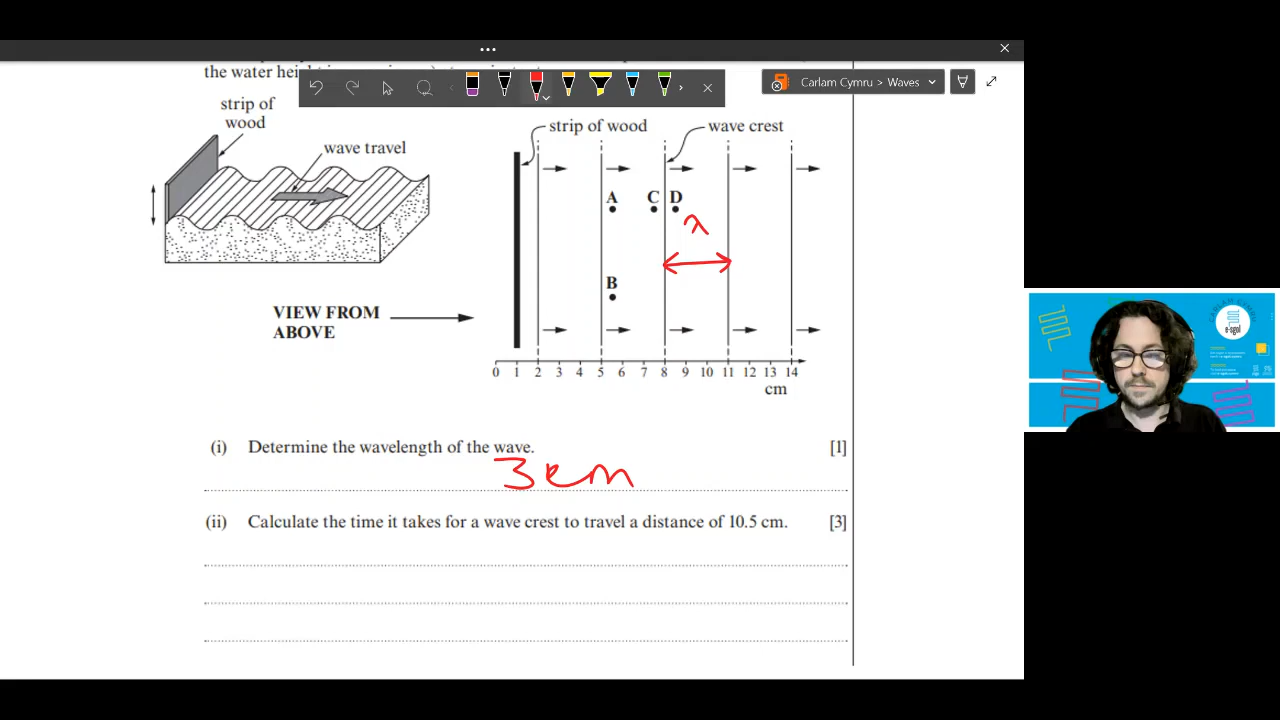 •••
Carlam Cymru > Waves
the water height
strip of
wood
wave travel
strip of wood
wave crest
A
C
D
λ
B
VIEW FROM
ABOVE
0 1 2 3 4 5 6 7 8 9 10 11 12 13 14
cm
(i) Determine the wavelength of the wave. [1]
3cm
(ii) Calculate the time it takes for a wave crest to travel a distance of 10.5 cm. [3]
CARLAM CYMRU
e-sgol